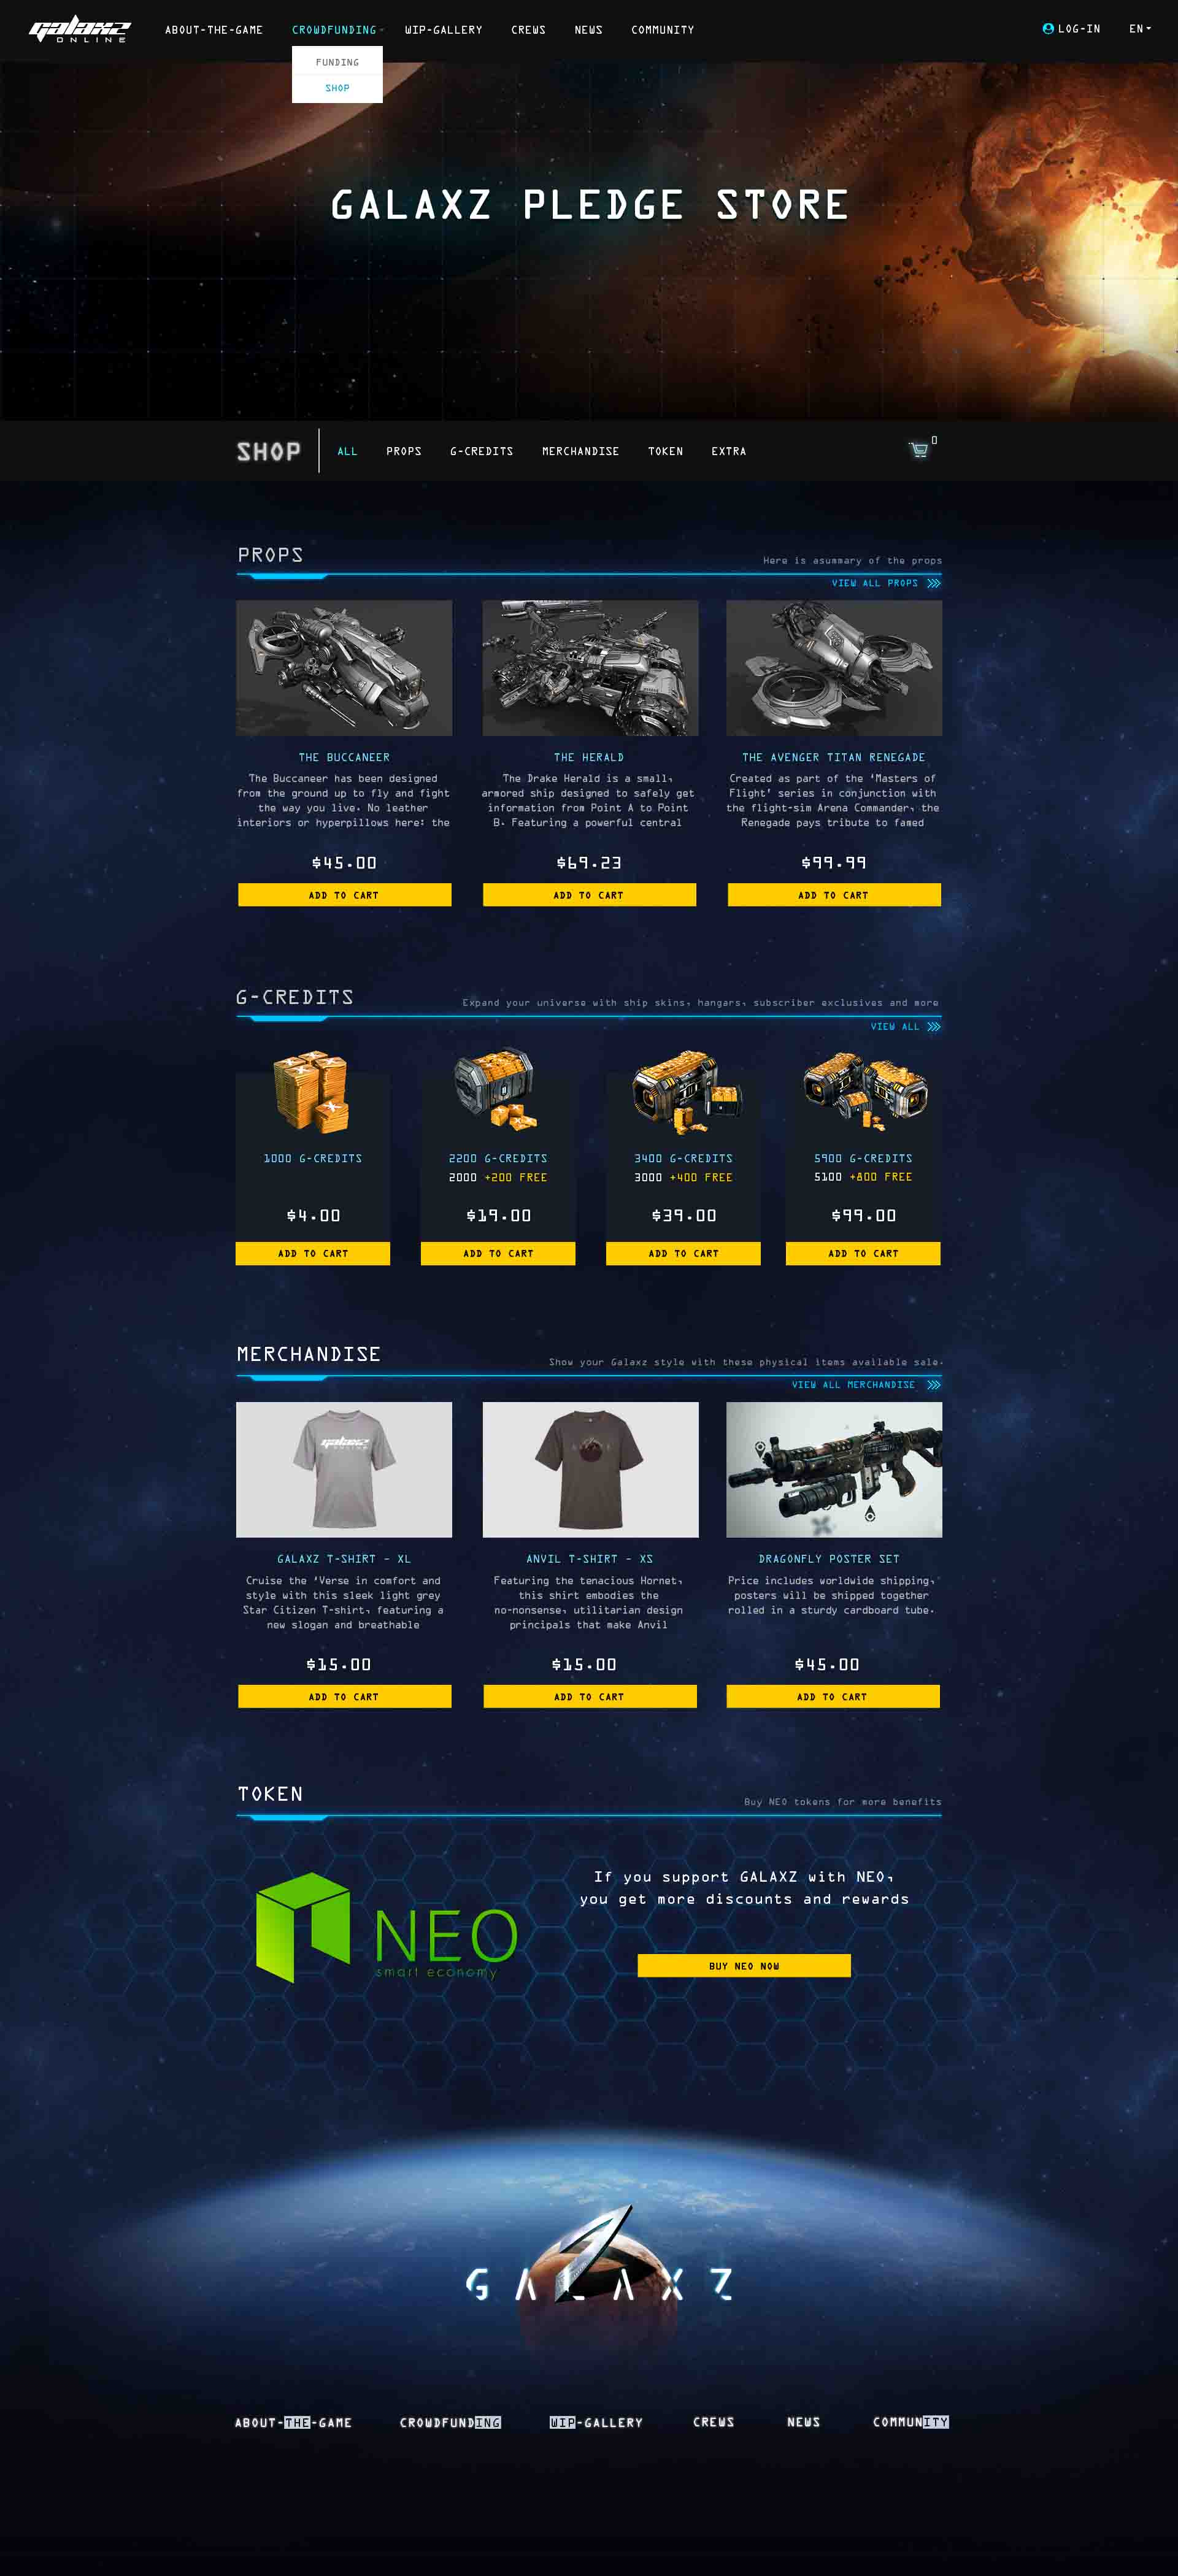 galaxz
ONLINE
ABOUT-THE-GAME
CROWDFUNDING
WIP-GALLERY
CREWS
NEWS
COMMUNITY
LOG-IN
EN
FUNDING
SHOP
GALAXZ PLEDGE STORE
SHOP
ALL
PROPS
G-CREDITS
MERCHANDISE
TOKEN
EXTRA
0
PROPS
Here is asummary of the props
VIEW ALL PROPS
THE BUCCANEER
The Buccaneer has been designed
from the ground up to fly and fight
the way you live. No leather
interiors or hyperpillows here: the
$45.00
ADD TO CART
THE HERALD
The Drake Herald is a small,
armored ship designed to safely get
information from Point A to Point
B. Featuring a powerful central
$69.23
ADD TO CART
THE AVENGER TITAN RENEGADE
Created as part of the 'Masters of
Flight' series in conjunction with
the flight-sim Arena Commander, the
Renegade pays tribute to famed
$99.99
ADD TO CART
G-CREDITS
Expand your universe with ship skins, hangars, subscriber exclusives and more
VIEW ALL
1000 G-CREDITS
$4.00
ADD TO CART
2200 G-CREDITS
2000 +200 FREE
$19.00
ADD TO CART
3400 G-CREDITS
3000 +400 FREE
$39.00
ADD TO CART
5900 G-CREDITS
5100 +800 FREE
$99.00
ADD TO CART
MERCHANDISE
Show your Galaxz style with these physical items available sale.
VIEW ALL MERCHANDISE
galaxz
ONLINE
GALAXZ T-SHIRT - XL
Cruise the 'Verse in comfort and
style with this sleek light grey
Star Citizen T-shirt, featuring a
new slogan and breathable
$15.00
ADD TO CART
ANVIL T-SHIRT - XS
Featuring the tenacious Hornet,
this shirt embodies the
no-nonsense, utilitarian design
principals that make Anvil
$15.00
ADD TO CART
DRAGONFLY POSTER SET
Price includes worldwide shipping,
posters will be shipped together
rolled in a sturdy cardboard tube.
$45.00
ADD TO CART
TOKEN
Buy NEO tokens for more benefits
NEO
smart economy
If you support GALAXZ with NEO,
you get more discounts and rewards
BUY NEO NOW
GALAXZ
ABOUT-THE-GAME
CROWDFUNDING
WIP-GALLERY
CREWS
NEWS
COMMUNITY